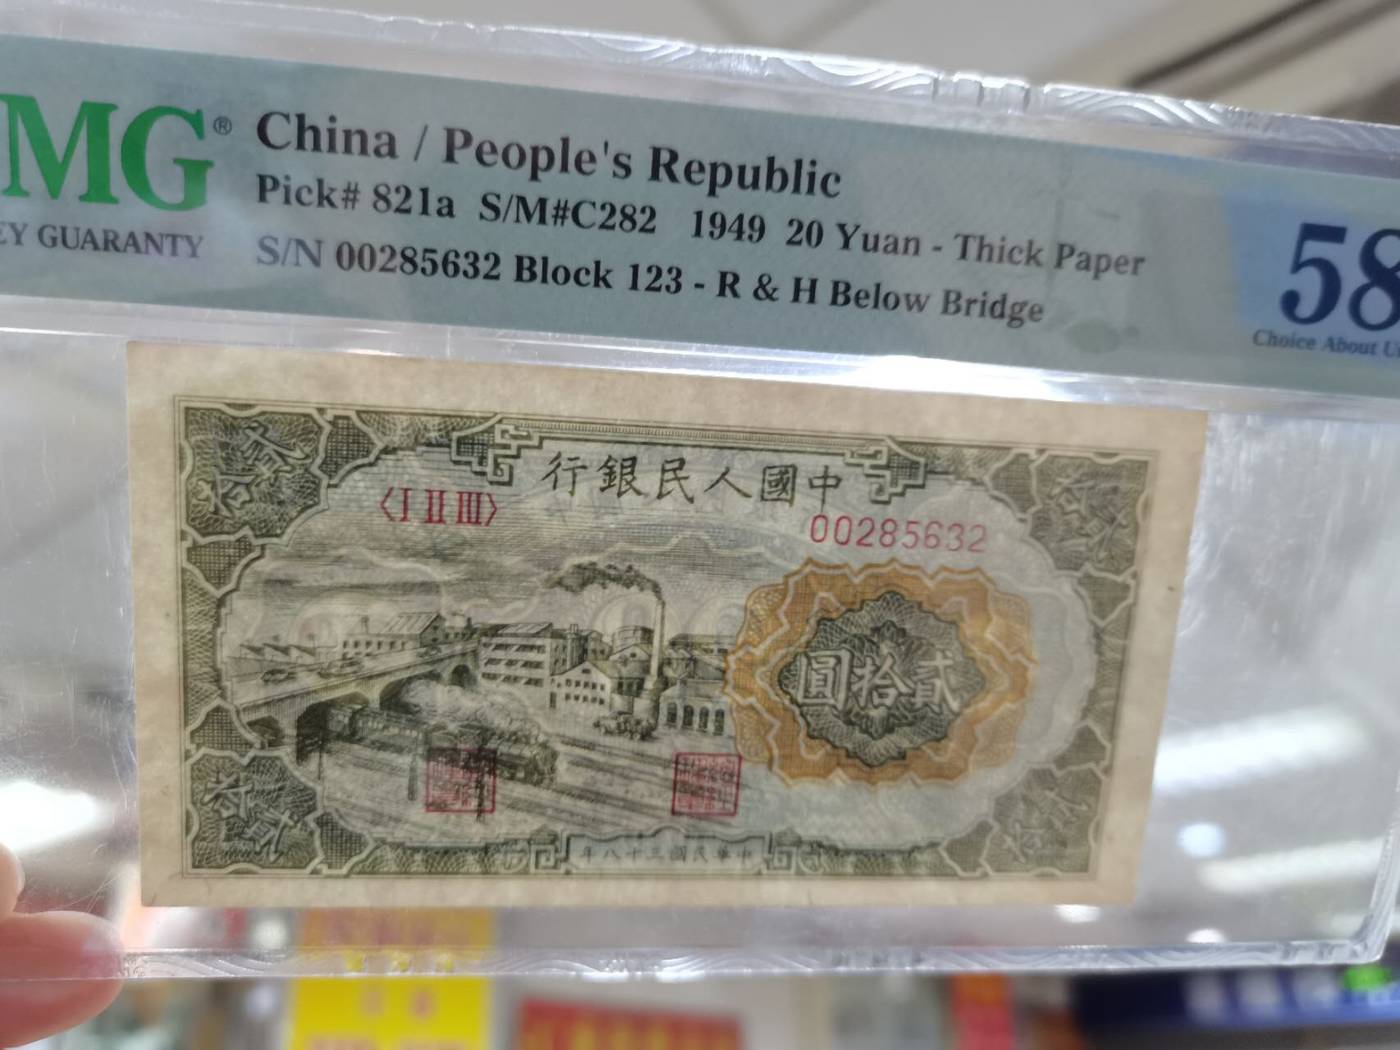 MG®
EY GUARANTY
China / People's Republic
Pick# 821a S/M#C282 1949 20 Yuan - Thick Paper
S/N 00285632 Block 123 - R & H Below Bridge
58
Choice About U
行銀民人國中
〈I II III〉
00285632
圓拾貳
年八十三國民華中
貳拾